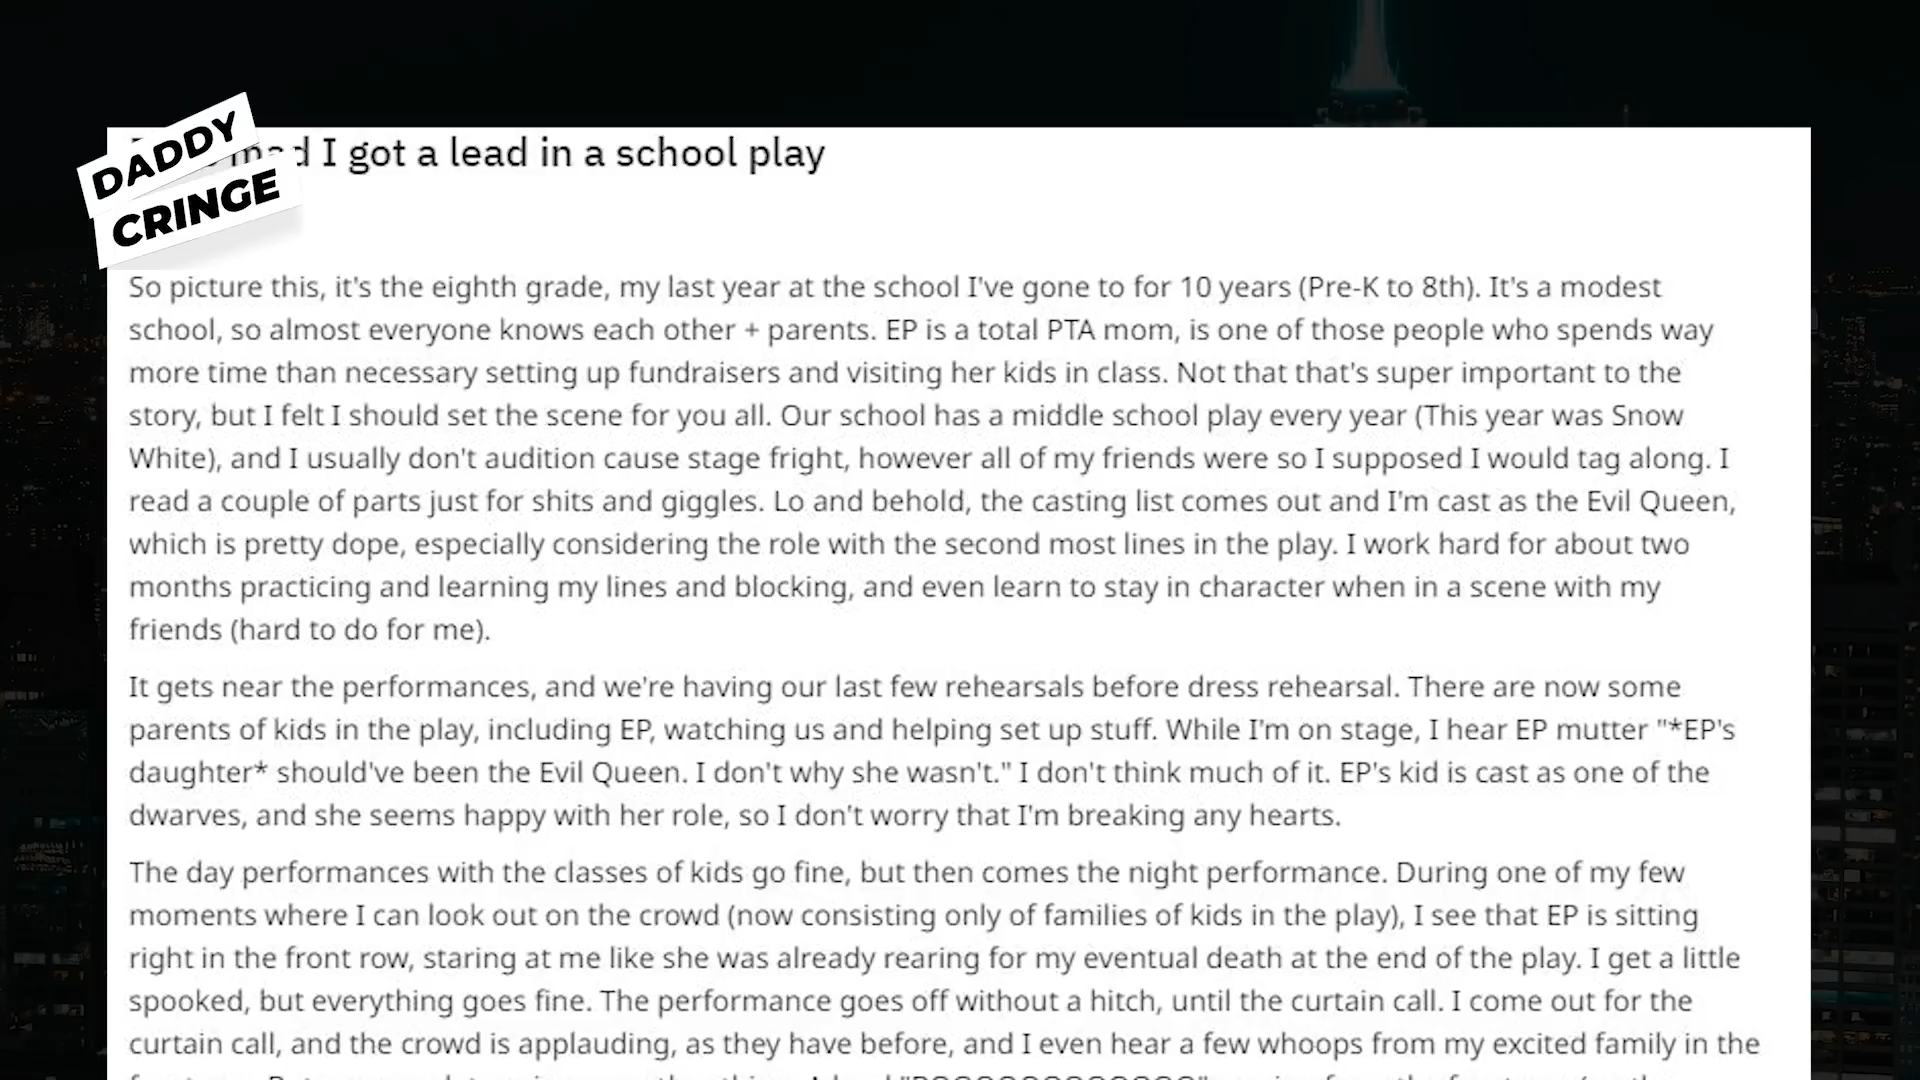 DADDY
CRINGE
mad I got a lead in a school play
So picture this, it's the eighth grade, my last year at the school I've gone to for 10 years (Pre-K to 8th). It's a modest
school, so almost everyone knows each other + parents. EP is a total PTA mom, is one of those people who spends way
more time than necessary setting up fundraisers and visiting her kids in class. Not that that's super important to the
story, but I felt I should set the scene for you all. Our school has a middle school play every year (This year was Snow
White), and I usually don't audition cause stage fright, however all of my friends were so I supposed I would tag along. I
read a couple of parts just for shits and giggles. Lo and behold, the casting list comes out and I'm cast as the Evil Queen,
which is pretty dope, especially considering the role with the second most lines in the play. I work hard for about two
months practicing and learning my lines and blocking, and even learn to stay in character when in a scene with my
friends (hard to do for me).
It gets near the performances, and we're having our last few rehearsals before dress rehearsal. There are now some
parents of kids in the play, including EP, watching us and helping set up stuff. While I'm on stage, I hear EP mutter "*EP's
daughter* should've been the Evil Queen. I don't why she wasn't." I don't think much of it. EP's kid is cast as one of the
dwarves, and she seems happy with her role, so I don't worry that I'm breaking any hearts.
The day performances with the classes of kids go fine, but then comes the night performance. During one of my few
moments where I can look out on the crowd (now consisting only of families of kids in the play), I see that EP is sitting
right in the front row, staring at me like she was already rearing for my eventual death at the end of the play. I get a little
spooked, but everything goes fine. The performance goes off without a hitch, until the curtain call. I come out for the
curtain call, and the crowd is applauding, as they have before, and I even hear a few whoops from my excited family in the